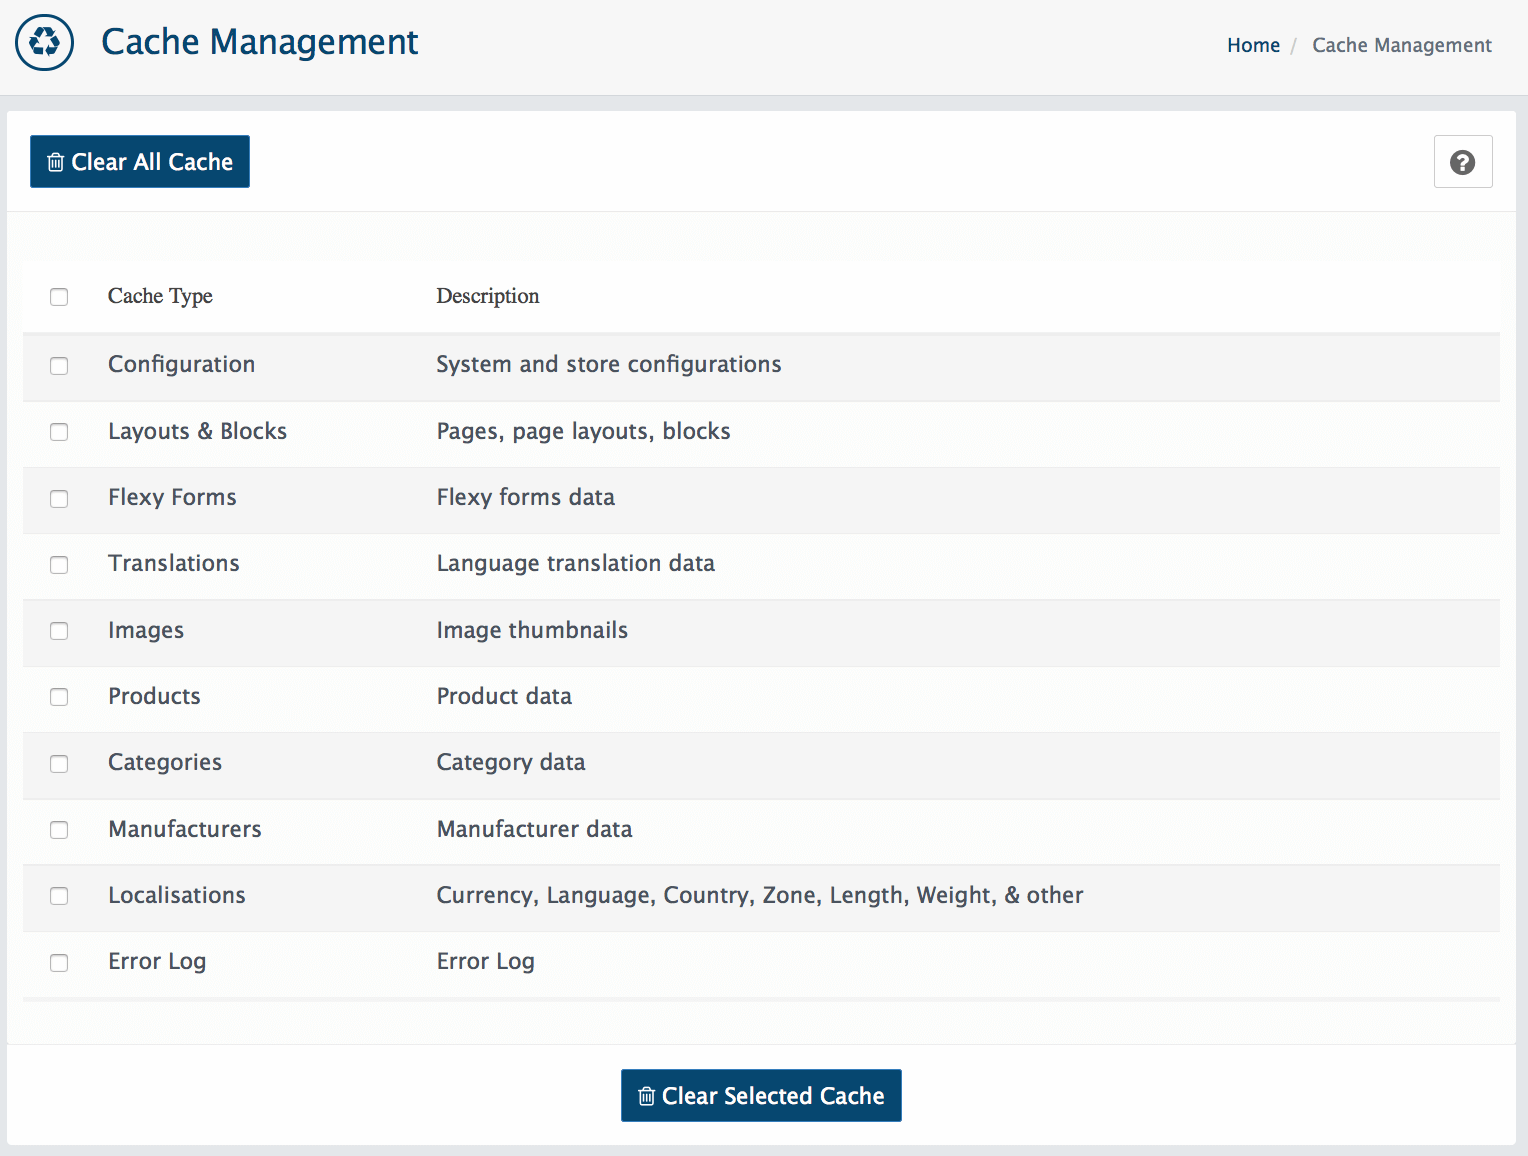 Cache Management
Home / Cache Management
Clear All Cache
Cache Type Description
Configuration System and store configurations
Layouts & Blocks Pages, page layouts, blocks
Flexy Forms Flexy forms data
Translations Language translation data
Images Image thumbnails
Products Product data
Categories Category data
Manufacturers Manufacturer data
Localisations Currency, Language, Country, Zone, Length, Weight, & other
Error Log Error Log
Clear Selected Cache